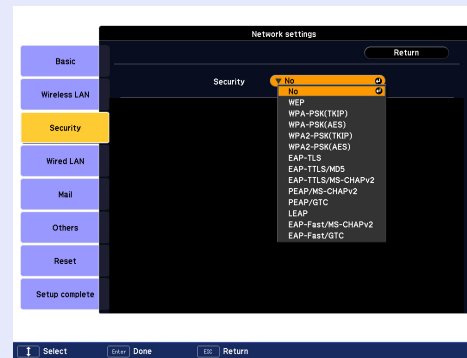 Network settings
Return
Basic
Wireless LAN
Security
Wired LAN
Mail
Others
Reset
Setup complete
Security
No
No
WEP
WPA-PSK(TKIP)
WPA-PSK(AES)
WPA2-PSK(TKIP)
WPA2-PSK(AES)
EAP-TLS
EAP-TTLS/MD5
EAP-TTLS/MS-CHAPv2
PEAP/MS-CHAPv2
PEAP/GTC
LEAP
EAP-Fast/MS-CHAPv2
EAP-Fast/GTC
Select Enter Done ESC Return